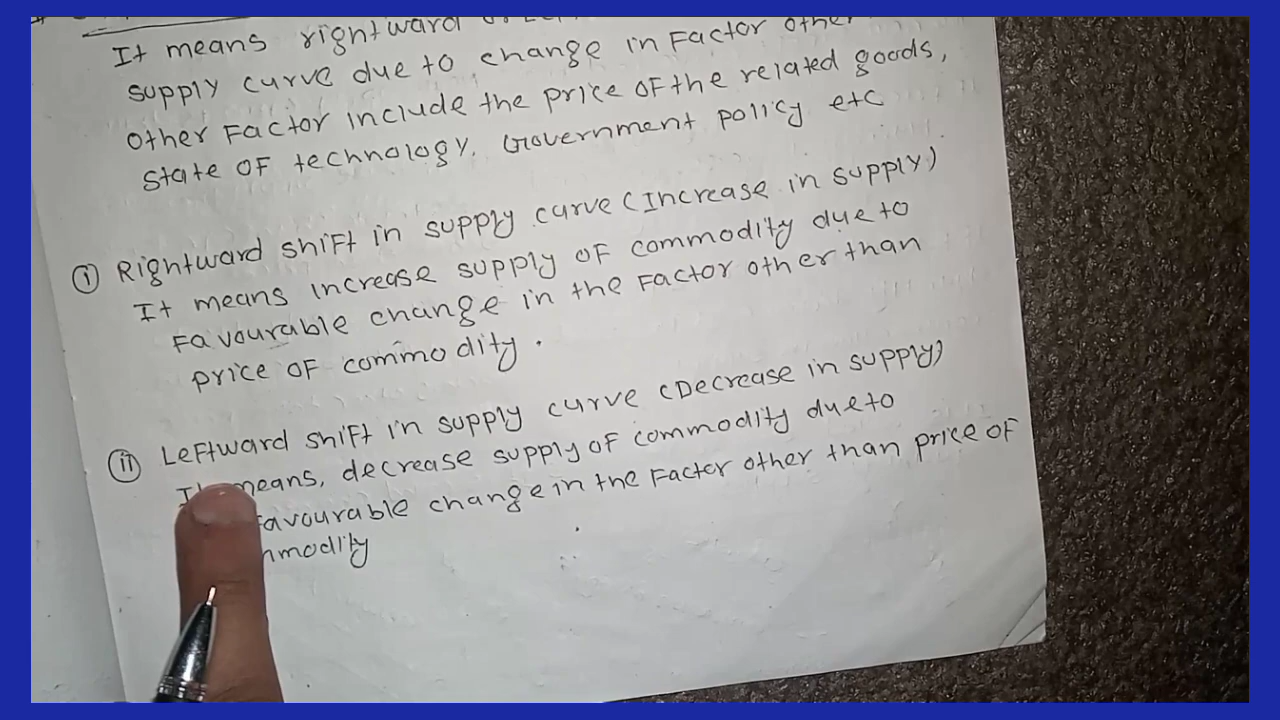 It means rightward
supply curve due to change in Factor other
other Factor include the price of the related goods,
state of technology, Government policy etc
(i) Rightward shift in supply curve (Increase in supply)
It means increase supply of commodity due to
Favourable change in the Factor other than
price of commodity.
(ii) Leftward shift in supply curve (Decrease in supply)
It means, decrease supply of commodity due to
favourable change in the Factor other than price of
mmodity